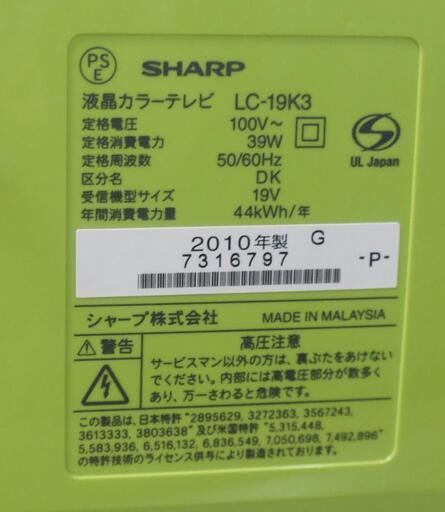 PS
E
SHARP
液晶カラーテレビ LC-19K3
定格電圧 100V~
定格消費電力 39W
定格周波数 50/60Hz
区分名 DK
受信機型サイズ 19V
年間消費電力量 44kWh/年
UL Japan
2010年製 G
7316797 -P-
シャープ株式会社 MADE IN MALAYSIA
警告
高圧注意
サービスマン以外の方は、裏ぶたをあけない
でください。内部には高電圧部分が数多く
あり、万一さわると危険です。
この製品は、日本特許 "2895629, 3272363, 3567243,
3613333, 3803638" 及び米国特許 "5,315,448,
5,583,936, 6,516,132, 6,836,549, 7,050,698, 7,492,896"
の特許技術のライセンス供与を得ております。